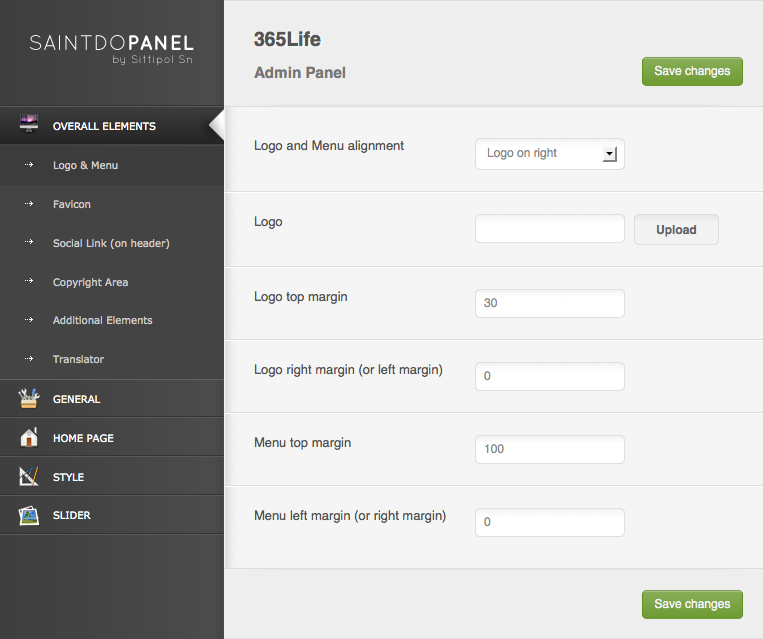 SAINTDOPANEL
by Sittipol Sn
OVERALL ELEMENTS
Logo & Menu
Favicon
Social Link (on header)
Copyright Area
Additional Elements
Translator
GENERAL
HOME PAGE
STYLE
SLIDER
365Life
Admin Panel
Save changes
Logo and Menu alignment
Logo on right
Logo
Upload
Logo top margin
30
Logo right margin (or left margin)
0
Menu top margin
100
Menu left margin (or right margin)
0
Save changes